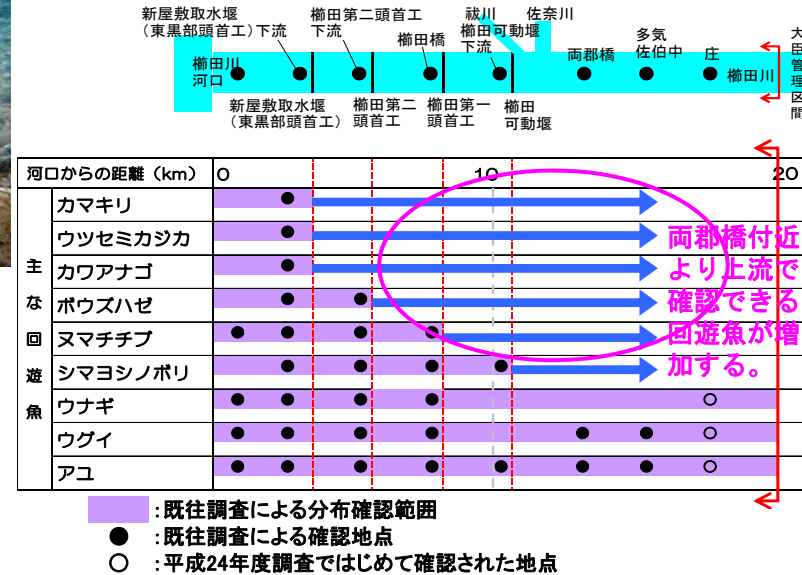 新屋敷取水堰
（東黒部頭首工）下流
櫛田第二頭首工
下流
櫛田橋
祓川
櫛田可動堰
下流
佐奈川
両郡橋
多気
佐伯中
庄
櫛田川
河口
櫛田川
大臣管理区間
新屋敷取水堰
（東黒部頭首工）
櫛田第二
頭首工
櫛田第一
頭首工
櫛田
可動堰
河口からの距離（km） 0 10 20
主な回遊魚
カマキリ
ウツセミカジカ
カワアナゴ
ボウズハゼ
ヌマチチブ
シマヨシノボリ
ウナギ
ウグイ
アユ
両郡橋付近
より上流で
確認できる
回遊魚が増
加する。
：既往調査による分布確認範囲
：既往調査による確認地点
：平成24年度調査ではじめて確認された地点